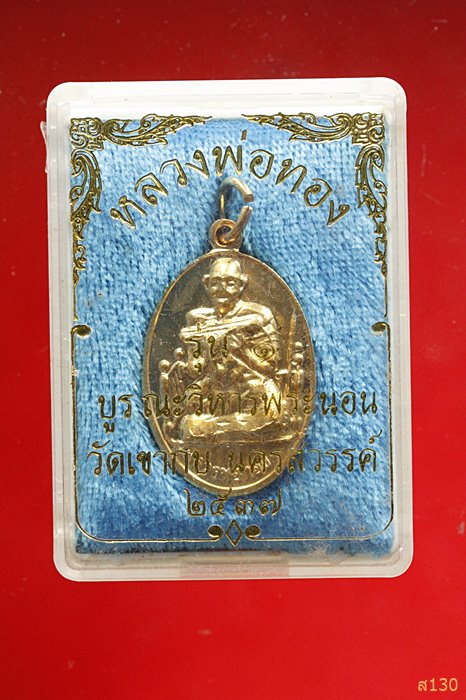 หลวงพ่อทอง
รุ่น ๑
บูรณะวิหารพระนอน
วัดเขากบ นครสวรรค์
๒๕๓๗
ส130